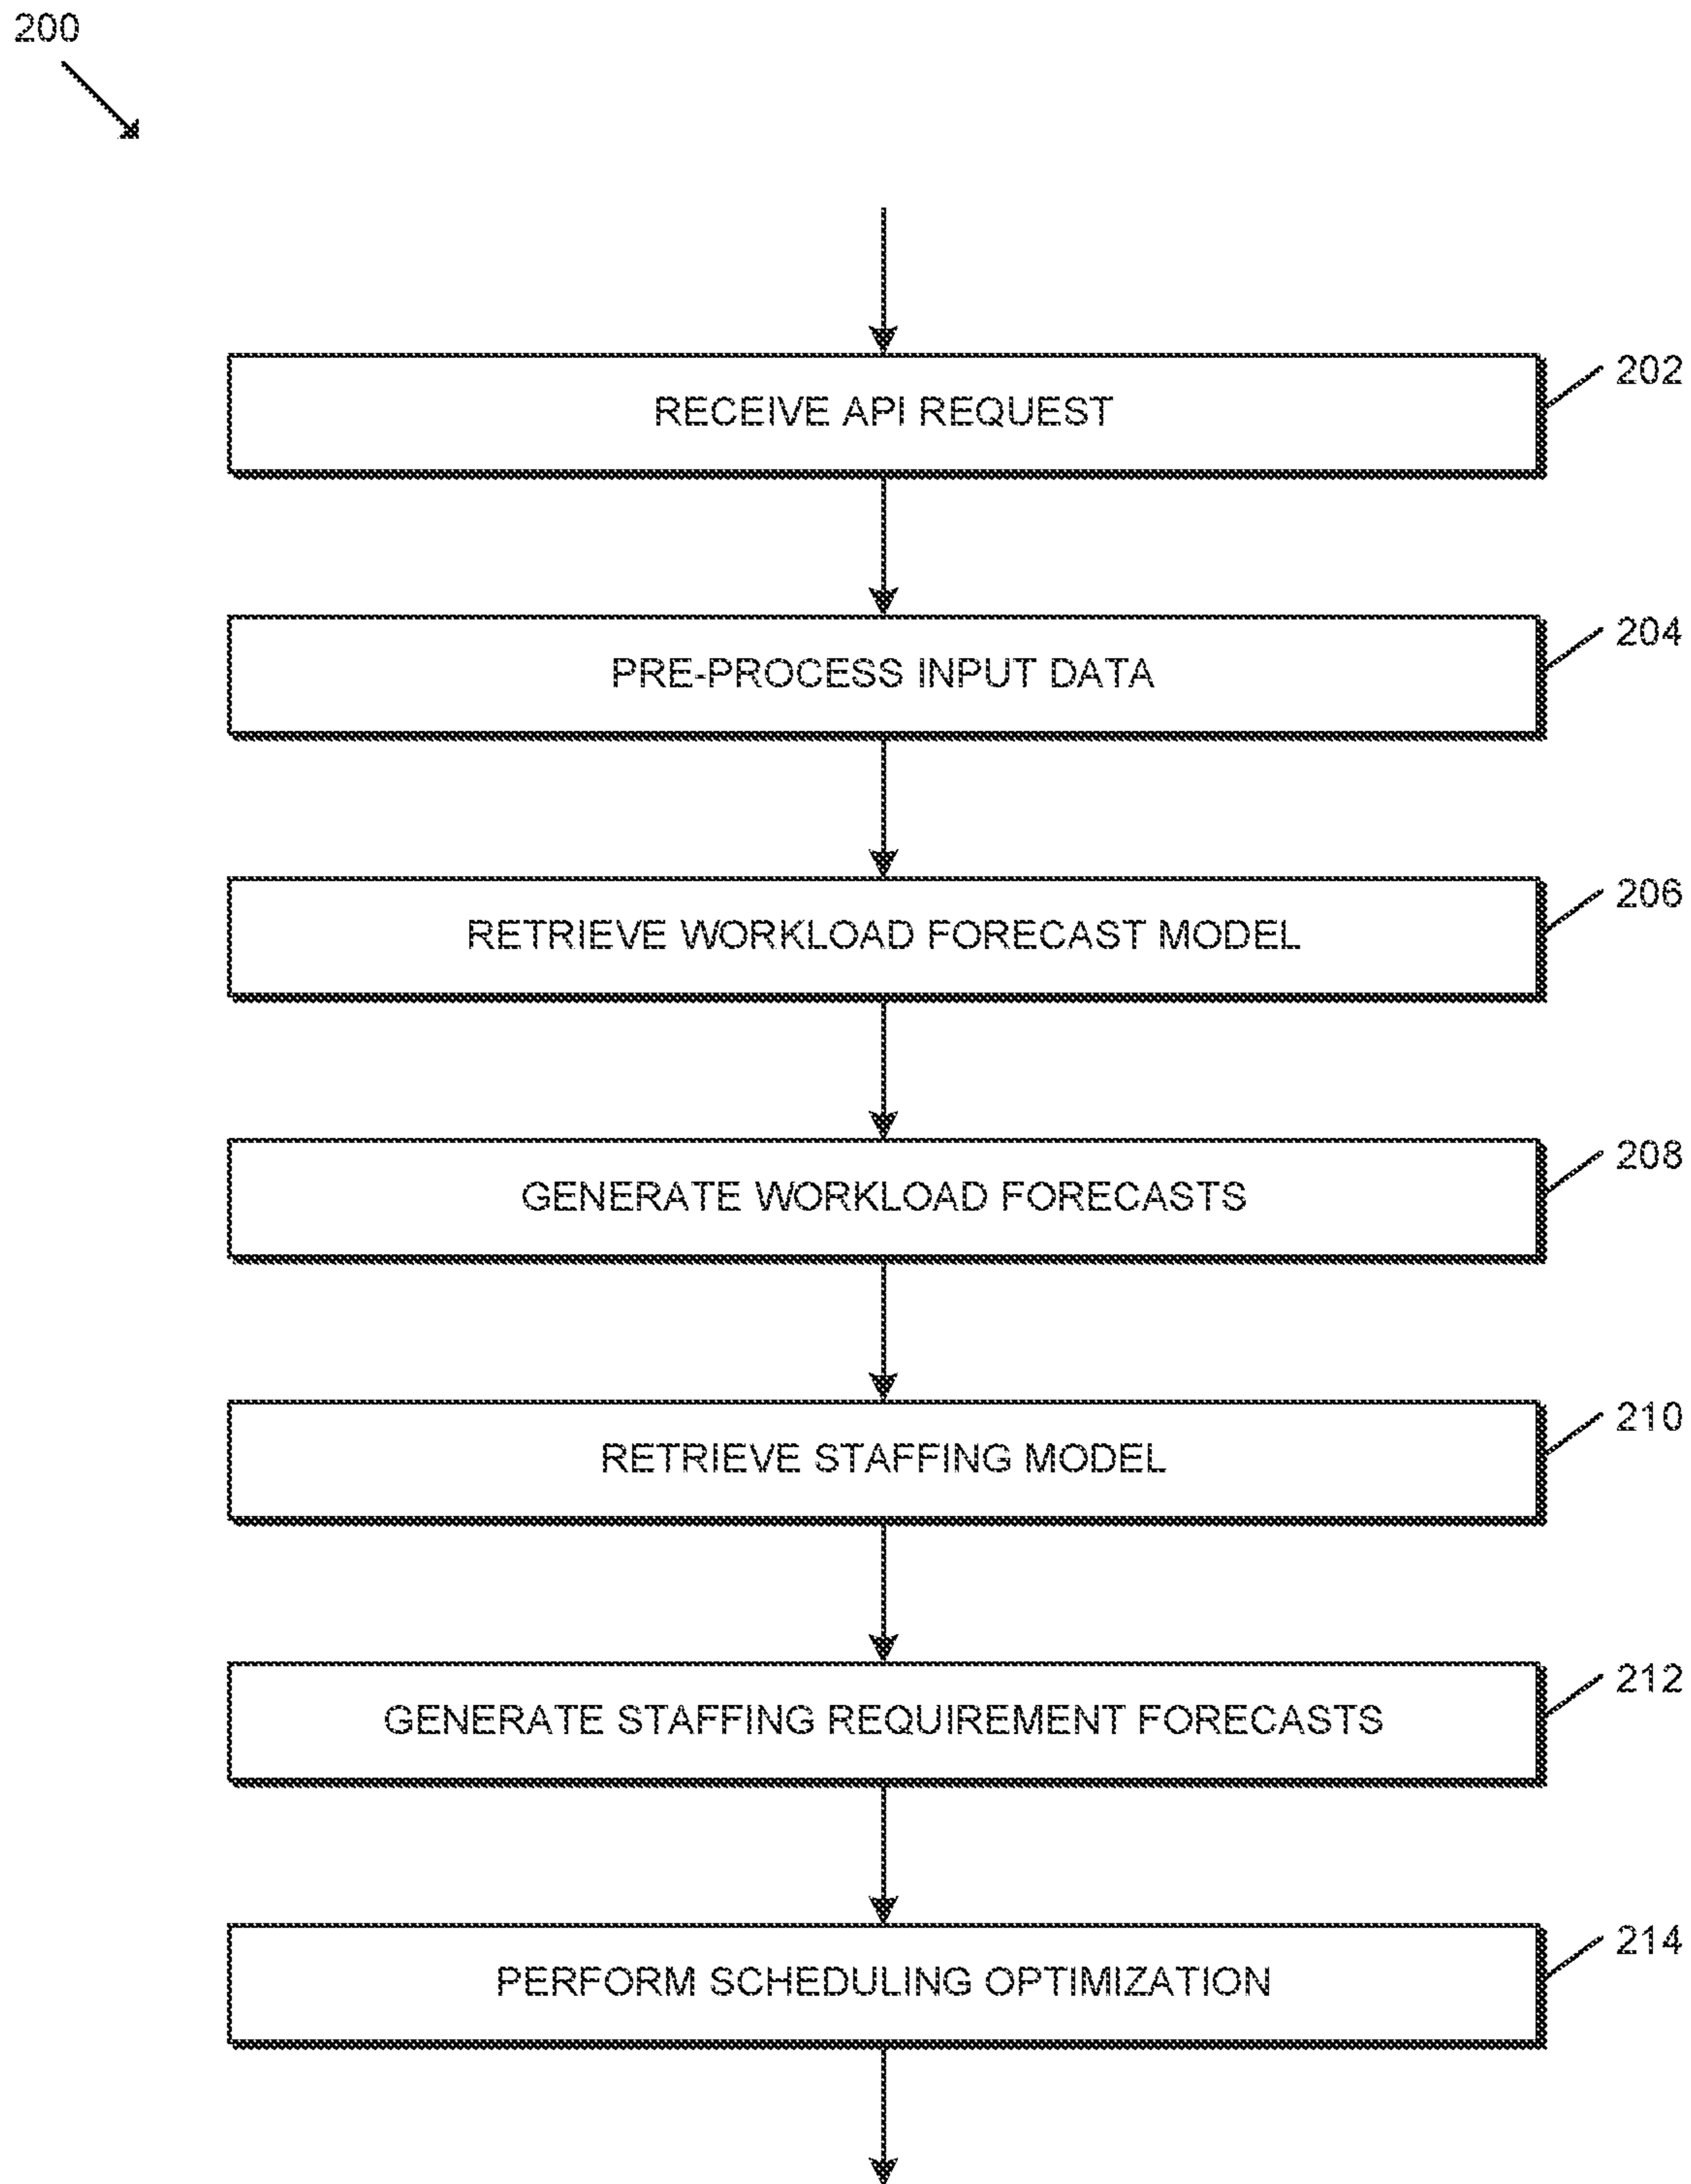 200
RECEIVE API REQUEST
202
PRE-PROCESS INPUT DATA
204
RETRIEVE WORKLOAD FORECAST MODEL
206
GENERATE WORKLOAD FORECASTS
208
RETRIEVE STAFFING MODEL
210
GENERATE STAFFING REQUIREMENT FORECASTS
212
PERFORM SCHEDULING OPTIMIZATION
214